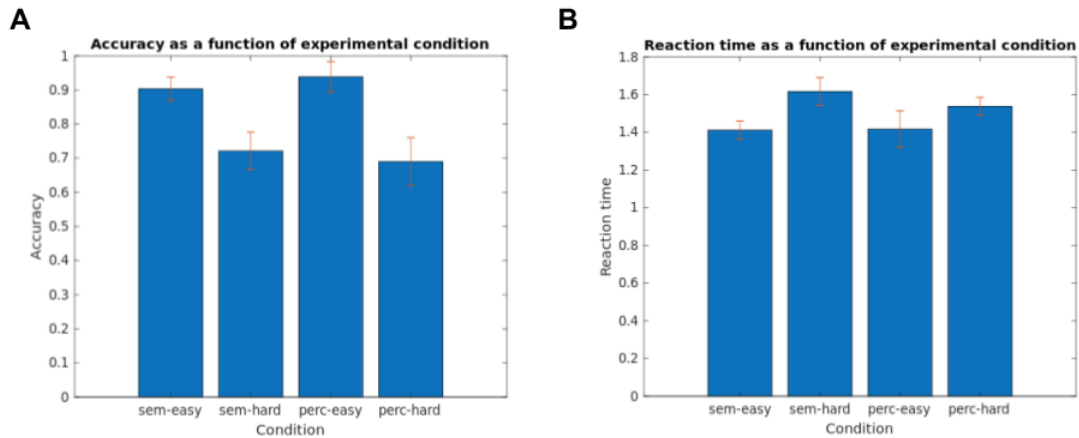 A
Accuracy as a function of experimental condition
1
0.9
0.8
0.7
0.6
0.5
0.4
0.3
0.2
0.1
0
Accuracy
sem-easy sem-hard perc-easy perc-hard
Condition
B
Reaction time as a function of experimental condition
1.8
1.6
1.4
1.2
1
0.8
0.6
0.4
0.2
0
Reaction time
sem-easy sem-hard perc-easy perc-hard
Condition